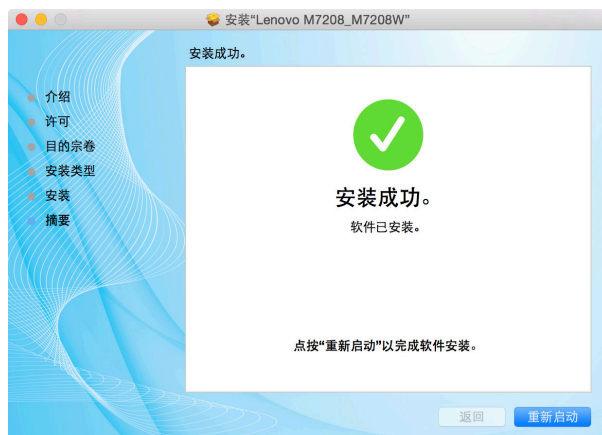 安装“Lenovo M7208_M7208W”
安装成功。
介绍
许可
目的宗卷
安装类型
安装
摘要
安装成功。
软件已安装。
点按“重新启动”以完成软件安装。
返回
重新启动